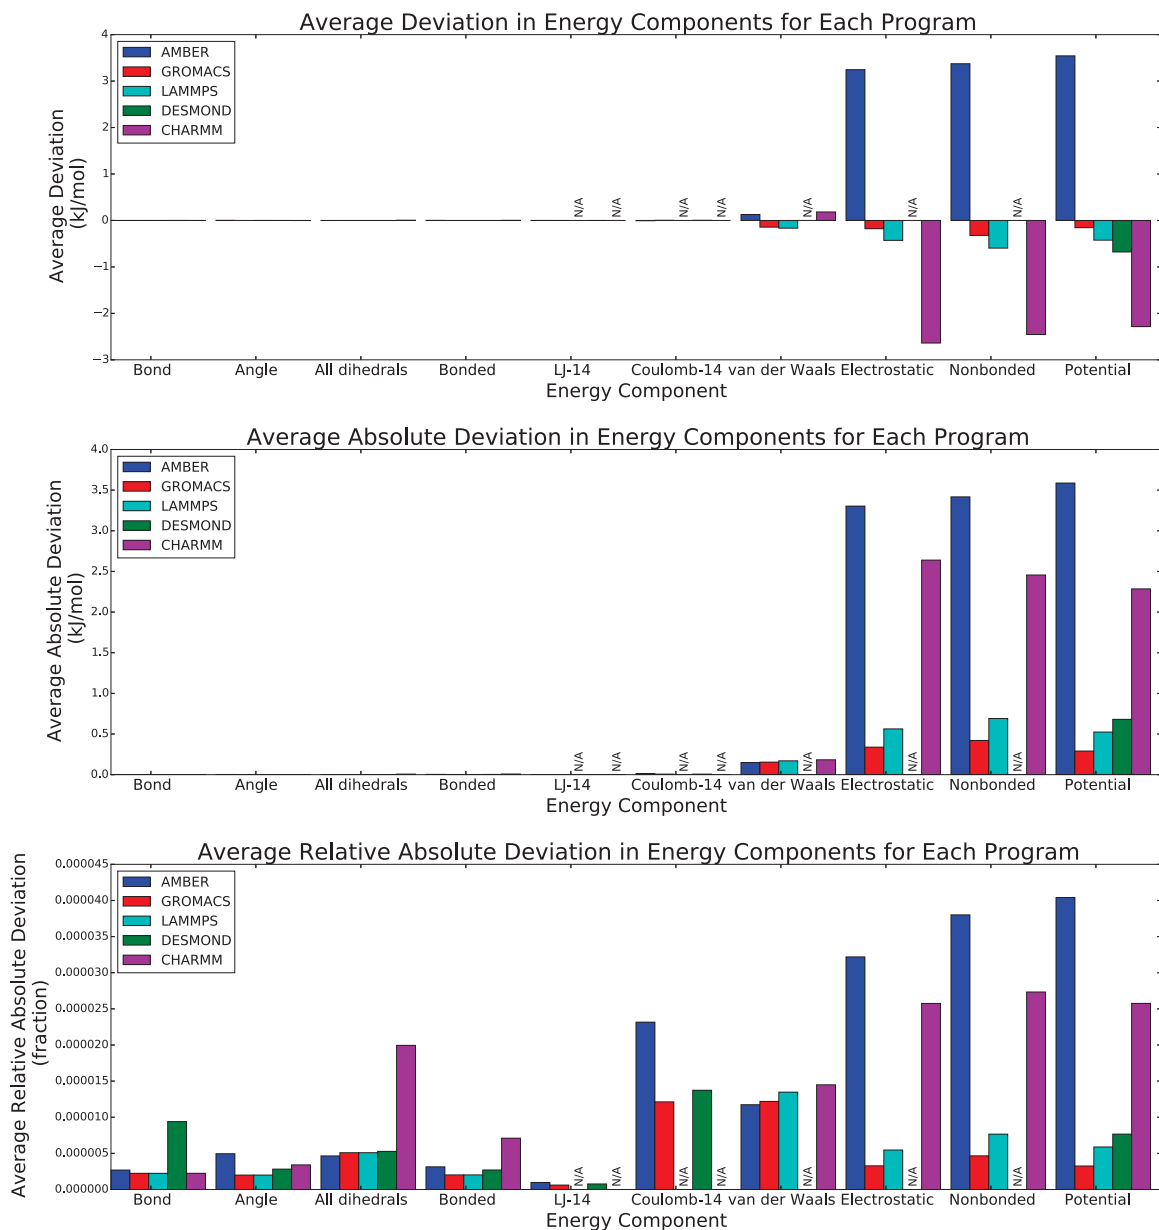 Average Deviation in Energy Components for Each Program
4
3
2
1
0
−1
−2
−3
Average Deviation
(kJ/mol)
AMBER
GROMACS
LAMMPS
DESMOND
CHARMM
N/A N/A N/A N/A N/A N/A N/A
Bond Angle All dihedrals Bonded LJ-14 Coulomb-14 van der Waals Electrostatic Nonbonded Potential
Energy Component
Average Absolute Deviation in Energy Components for Each Program
4.0
3.5
3.0
2.5
2.0
1.5
1.0
0.5
0.0
Average Absolute Deviation
(kJ/mol)
AMBER
GROMACS
LAMMPS
DESMOND
CHARMM
N/A N/A N/A N/A N/A N/A N/A
Bond Angle All dihedrals Bonded LJ-14 Coulomb-14 van der Waals Electrostatic Nonbonded Potential
Energy Component
Average Relative Absolute Deviation in Energy Components for Each Program
0.000045
0.000040
0.000035
0.000030
0.000025
0.000020
0.000015
0.000010
0.000005
0.000000
Average Relative Absolute Deviation
(fraction)
AMBER
GROMACS
LAMMPS
DESMOND
CHARMM
N/A N/A N/A N/A N/A N/A N/A
Bond Angle All dihedrals Bonded LJ-14 Coulomb-14 van der Waals Electrostatic Nonbonded Potential
Energy Component